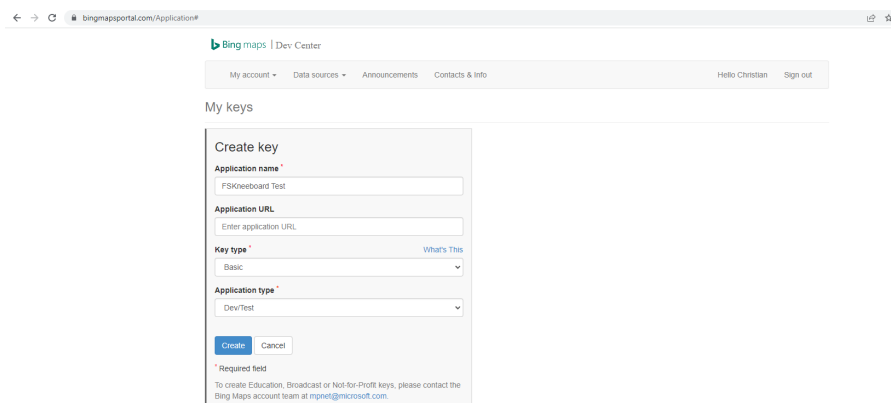 bingmapsportal.com/Application#
Bing maps | Dev Center
My account Data sources Announcements Contacts & Info Hello Christian Sign out
My keys
Create key
Application name *
FSKneeboard Test
Application URL
Enter application URL
Key type * What's This
Basic
Application type *
Dev/Test
Create Cancel
* Required field
To create Education, Broadcast or Not-for-Profit keys, please contact the
Bing Maps account team at mpnet@microsoft.com.